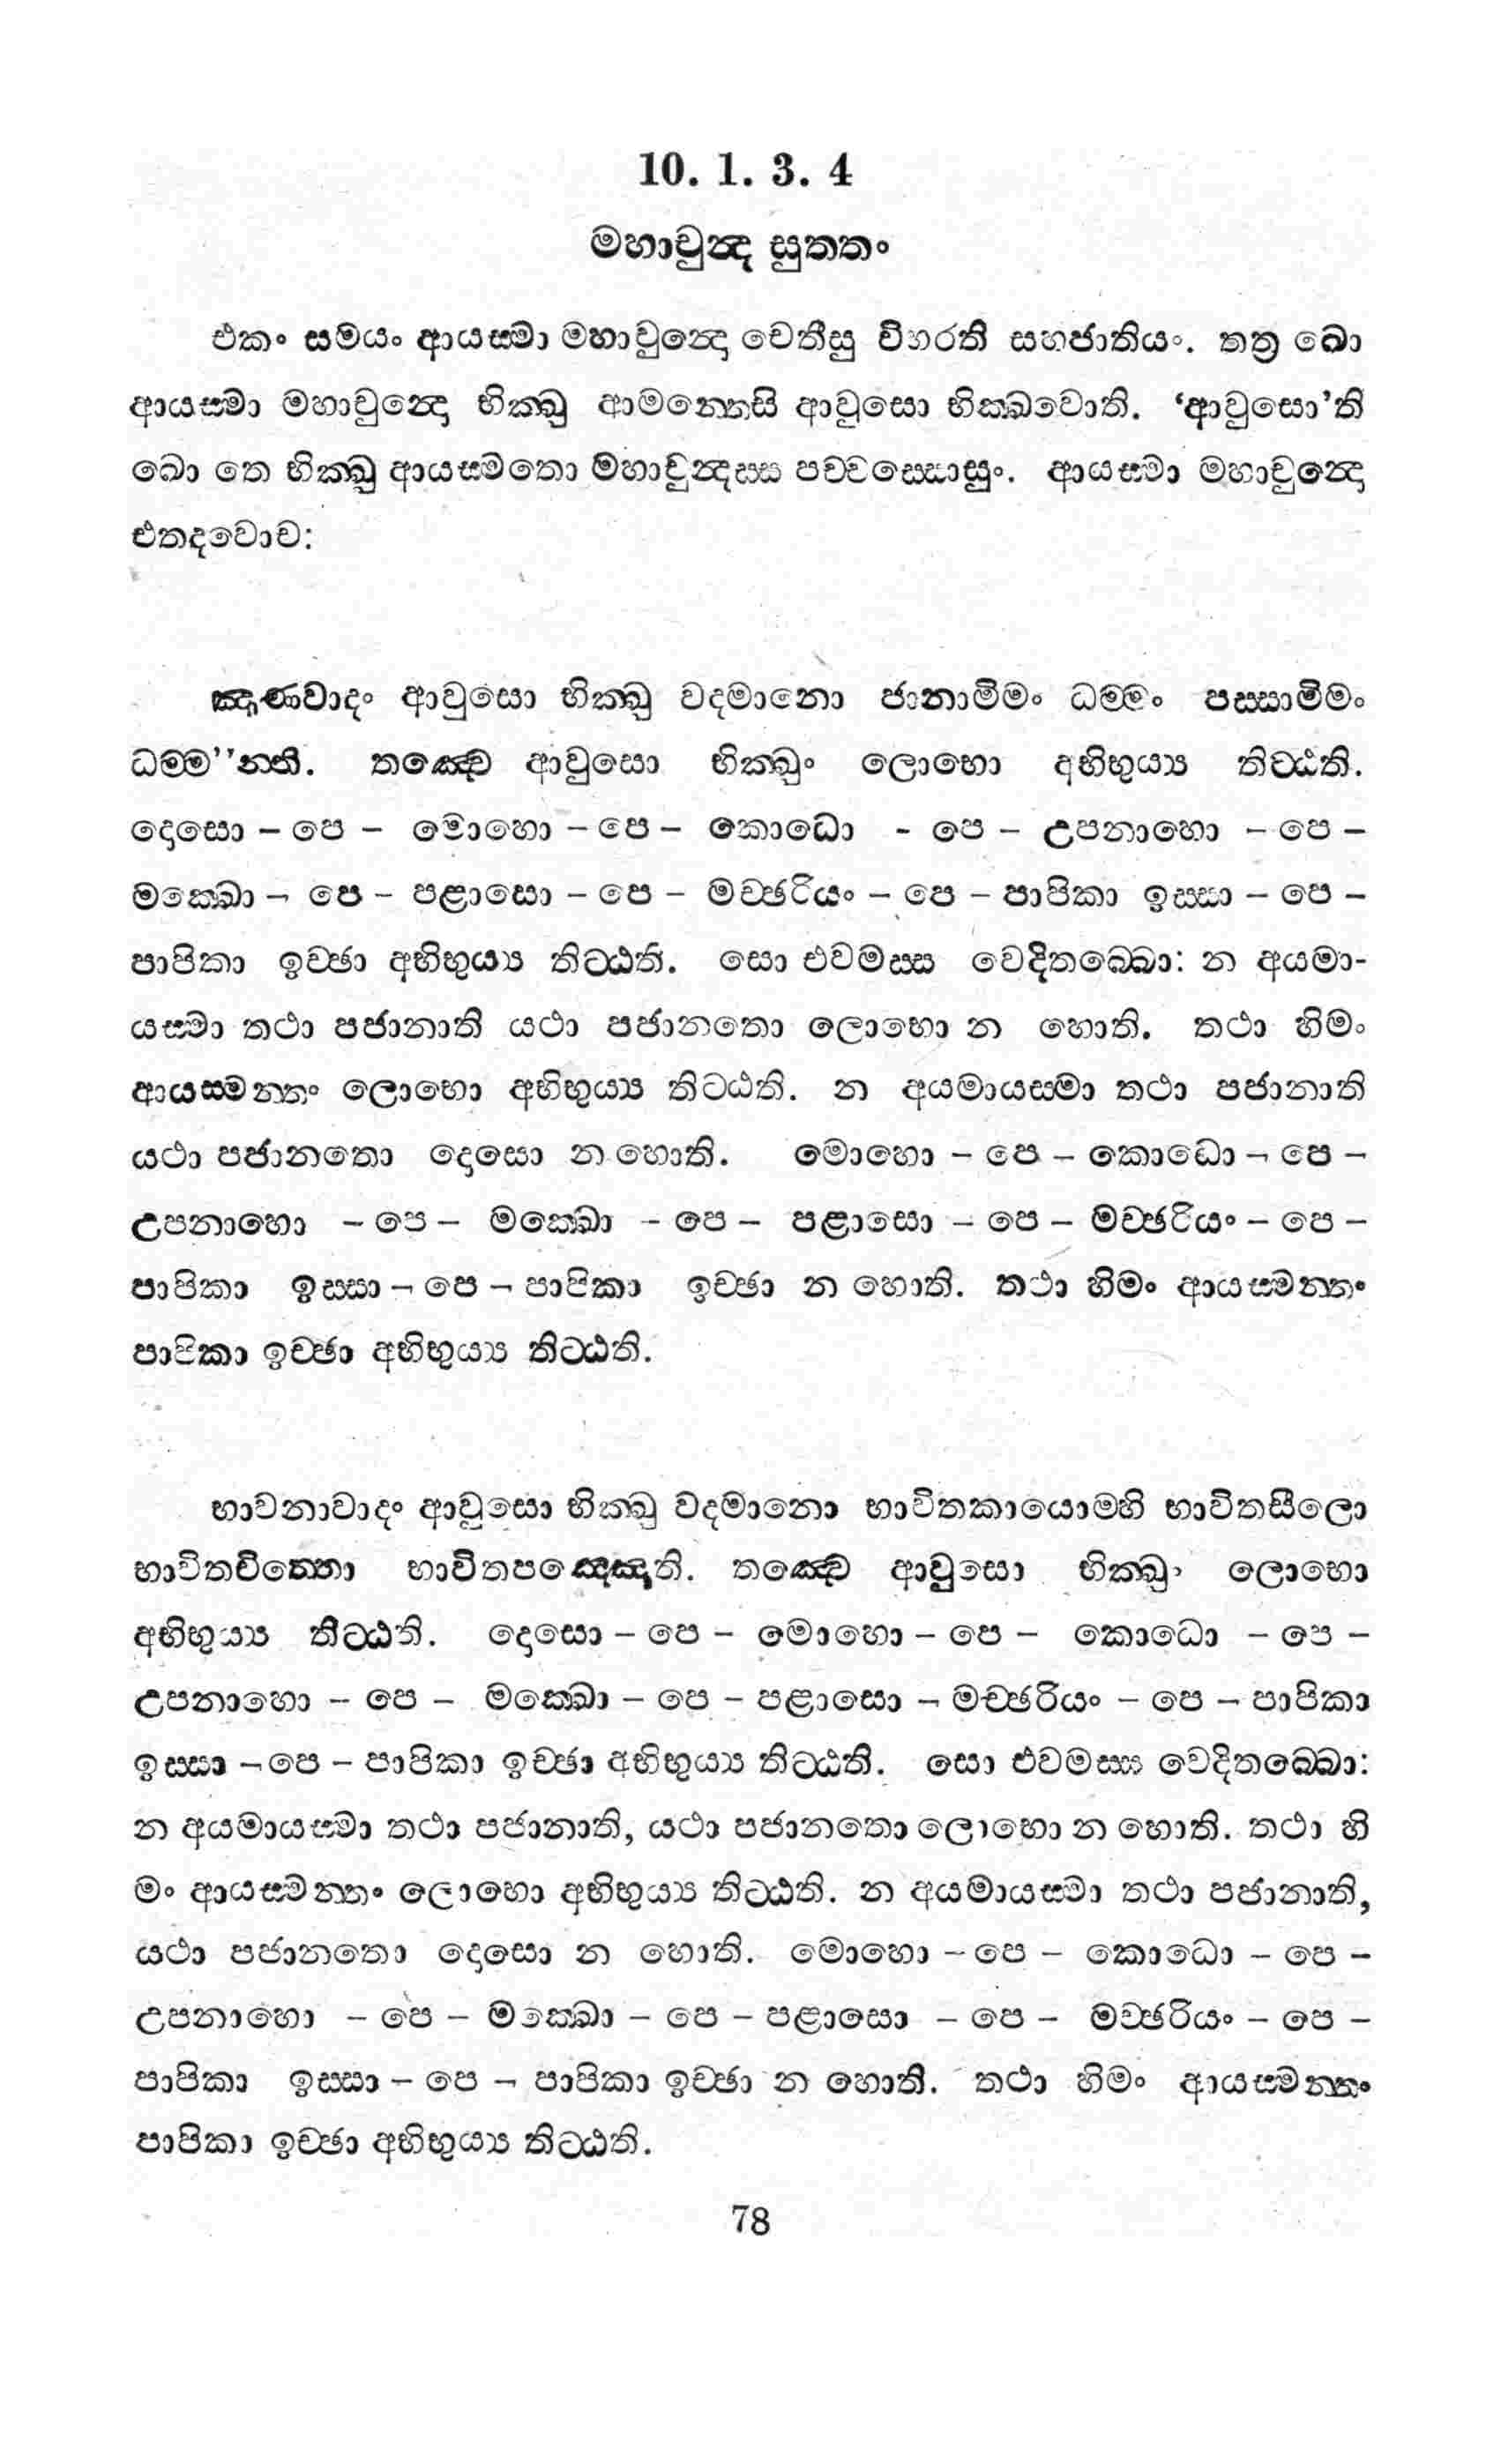 10. 1. 3. 4
මහාචුන්‍ද සුත්‍තං
එකං සමයං ආයස්‍මා මහාචුන්‍දො චෙතීසු විහරති සහජාතියං. තත්‍ර ඛො
ආයස්‍මා මහාචුන්‍දො භික්‍ඛු ආමන්‍තෙසි ආවුසො භික්‍ඛවොති. ‘ආවුසො’ති
ඛො තෙ භික්‍ඛු ආයස්‍මතො මහාචුන්‍දස්‍ස පච්‍චස්‍සොසුං. ආයස්‍මා මහාචුන්‍දො
එතදවොච:
ඤාණවාදං ආවුසො භික්‍ඛු වදමානො ජානාමිමං ධම්‍මං පස්‍සාමිමං
ධම්‍ම’’න්‍ති. තඤ්‍චෙ ආවුසො භික්‍ඛුං ලොභො අභිභුය්‍ය තිට්‍ඨති.
දොසො – පෙ – මොහො – පෙ – කොධො - පෙ – උපනාහො – පෙ –
මක්‍ඛො – පෙ – පළාසො – පෙ – මච්‍ඡරියං – පෙ – පාපිකා ඉස්‍සා – පෙ –
පාපිකා ඉච්‍ඡා අභිභුය්‍ය තිට්‍ඨති. සො එවමස්‍ස වෙදිතබ්‍බො: න අයමා-
යස්‍මා තථා පජානාති යථා පජානතො ලොභො න හොති. තථා හිමං
ආයස්‍මන්‍තං ලොභො අභිභුය්‍ය තිට්‍ඨති. න අයමායස්‍මා තථා පජානාති
යථා පජානතො දොසො න හොති. මොහො – පෙ – කොධො – පෙ –
උපනාහො – පෙ – මක්‍ඛො - පෙ – පළාසො – පෙ – මච්‍ඡරියං – පෙ –
පාපිකා ඉස්‍සා – පෙ – පාපිකා ඉච්‍ඡා න හොති. තථා හිමං ආයස්‍මන්‍තං
පාපිකා ඉච්‍ඡා අභිභුය්‍ය තිට්‍ඨති.
භාවනාවාදං ආවුසො භික්‍ඛු වදමානො භාවිතකායොම්‍හි භාවිතසීලො
භාවිතචිත්‍තො භාවිතපඤ්‍ඤොති. තඤ්‍චෙ ආවුසො භික්‍ඛුං ලොභො
අභිභුය්‍ය තිට්‍ඨති. දොසො – පෙ – මොහො – පෙ – කොධො – පෙ –
උපනාහො – පෙ – මක්‍ඛො – පෙ – පළාසො – මච්‍ඡරියං – පෙ – පාපිකා
ඉස්‍සා – පෙ – පාපිකා ඉච්‍ඡා අභිභුය්‍ය තිට්‍ඨති. සො එවමස්‍ස වෙදිතබ්‍බො:
න අයමායස්‍මා තථා පජානාති, යථා පජානතො ලොභො න හොති. තථා හි
මං ආයස්‍මන්‍තං ලොහො අභිභුය්‍ය තිට්‍ඨති. න අයමායස්‍මා තථා පජානාති,
යථා පජානතො දොසො න හොති. මොහො – පෙ – කොධො – පෙ –
උපනාහො – පෙ – මක්‍ඛො – පෙ – පළාසො – පෙ – මච්‍ඡරියං – පෙ –
පාපිකා ඉස්‍සා – පෙ – පාපිකා ඉච්‍ඡා න හොති. තථා හිමං ආයස්‍මන්‍තං
පාපිකා ඉච්‍ඡා අභිභුය්‍ය තිට්‍ඨති.
78